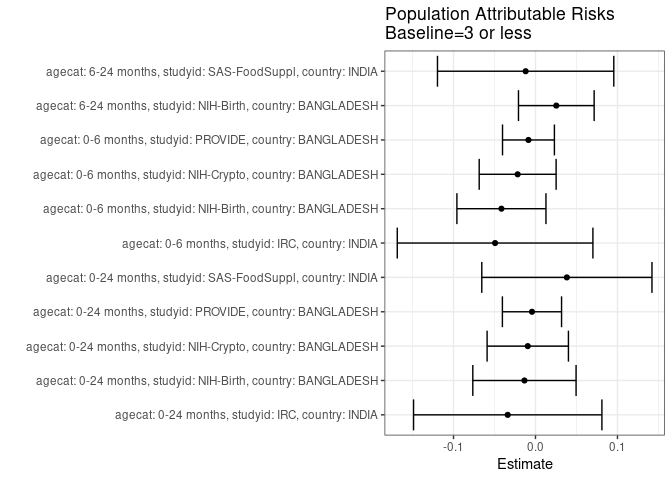 Population Attributable Risks
Baseline=3 or less
agecat: 6-24 months, studyid: SAS-FoodSuppl, country: INDIA
agecat: 6-24 months, studyid: NIH-Birth, country: BANGLADESH
agecat: 0-6 months, studyid: PROVIDE, country: BANGLADESH
agecat: 0-6 months, studyid: NIH-Crypto, country: BANGLADESH
agecat: 0-6 months, studyid: NIH-Birth, country: BANGLADESH
agecat: 0-6 months, studyid: IRC, country: INDIA
agecat: 0-24 months, studyid: SAS-FoodSuppl, country: INDIA
agecat: 0-24 months, studyid: PROVIDE, country: BANGLADESH
agecat: 0-24 months, studyid: NIH-Crypto, country: BANGLADESH
agecat: 0-24 months, studyid: NIH-Birth, country: BANGLADESH
agecat: 0-24 months, studyid: IRC, country: INDIA
-0.1 0.0 0.1
Estimate